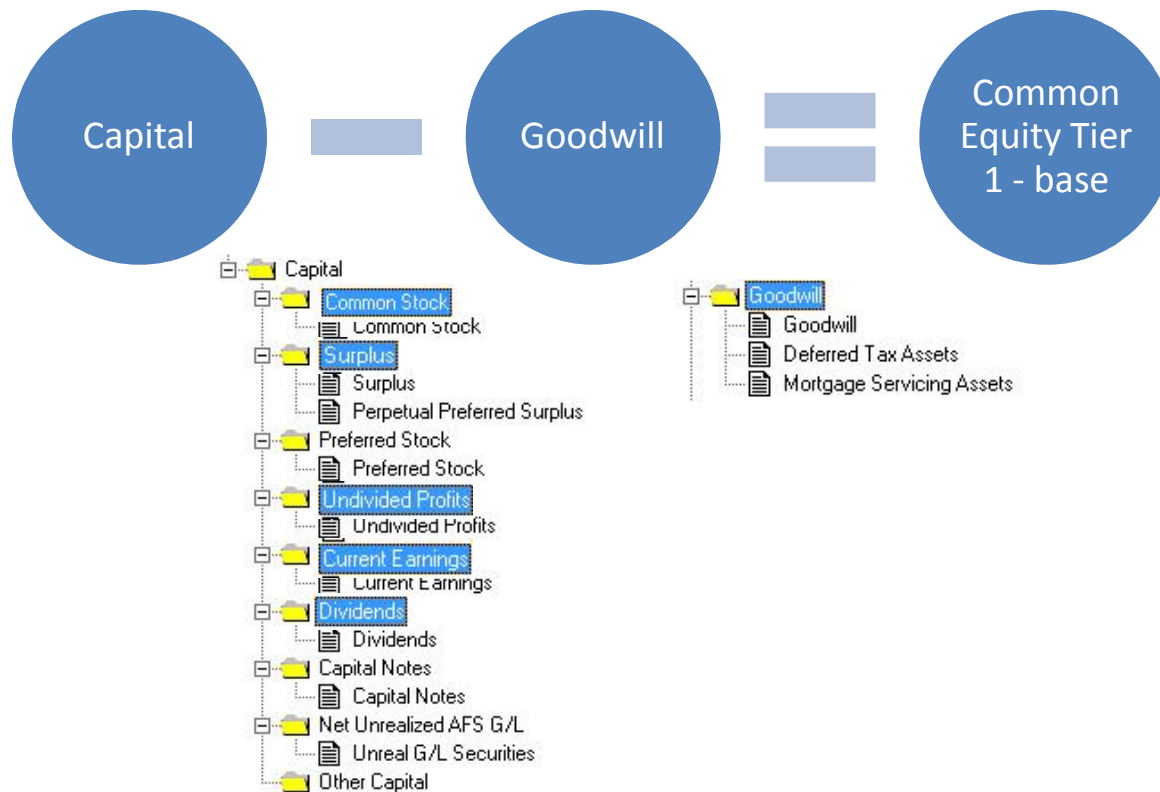 Capital
Goodwill
Common
Equity Tier
1 - base
Capital
Common Stock
Common Stock
Surplus
Surplus
Perpetual Preferred Surplus
Preferred Stock
Preferred Stock
Undivided Profits
Undivided Profits
Current Earnings
Current Earnings
Dividends
Dividends
Capital Notes
Capital Notes
Net Unrealized AFS G/L
Unreal G/L Securities
Other Capital
Goodwill
Goodwill
Deferred Tax Assets
Mortgage Servicing Assets